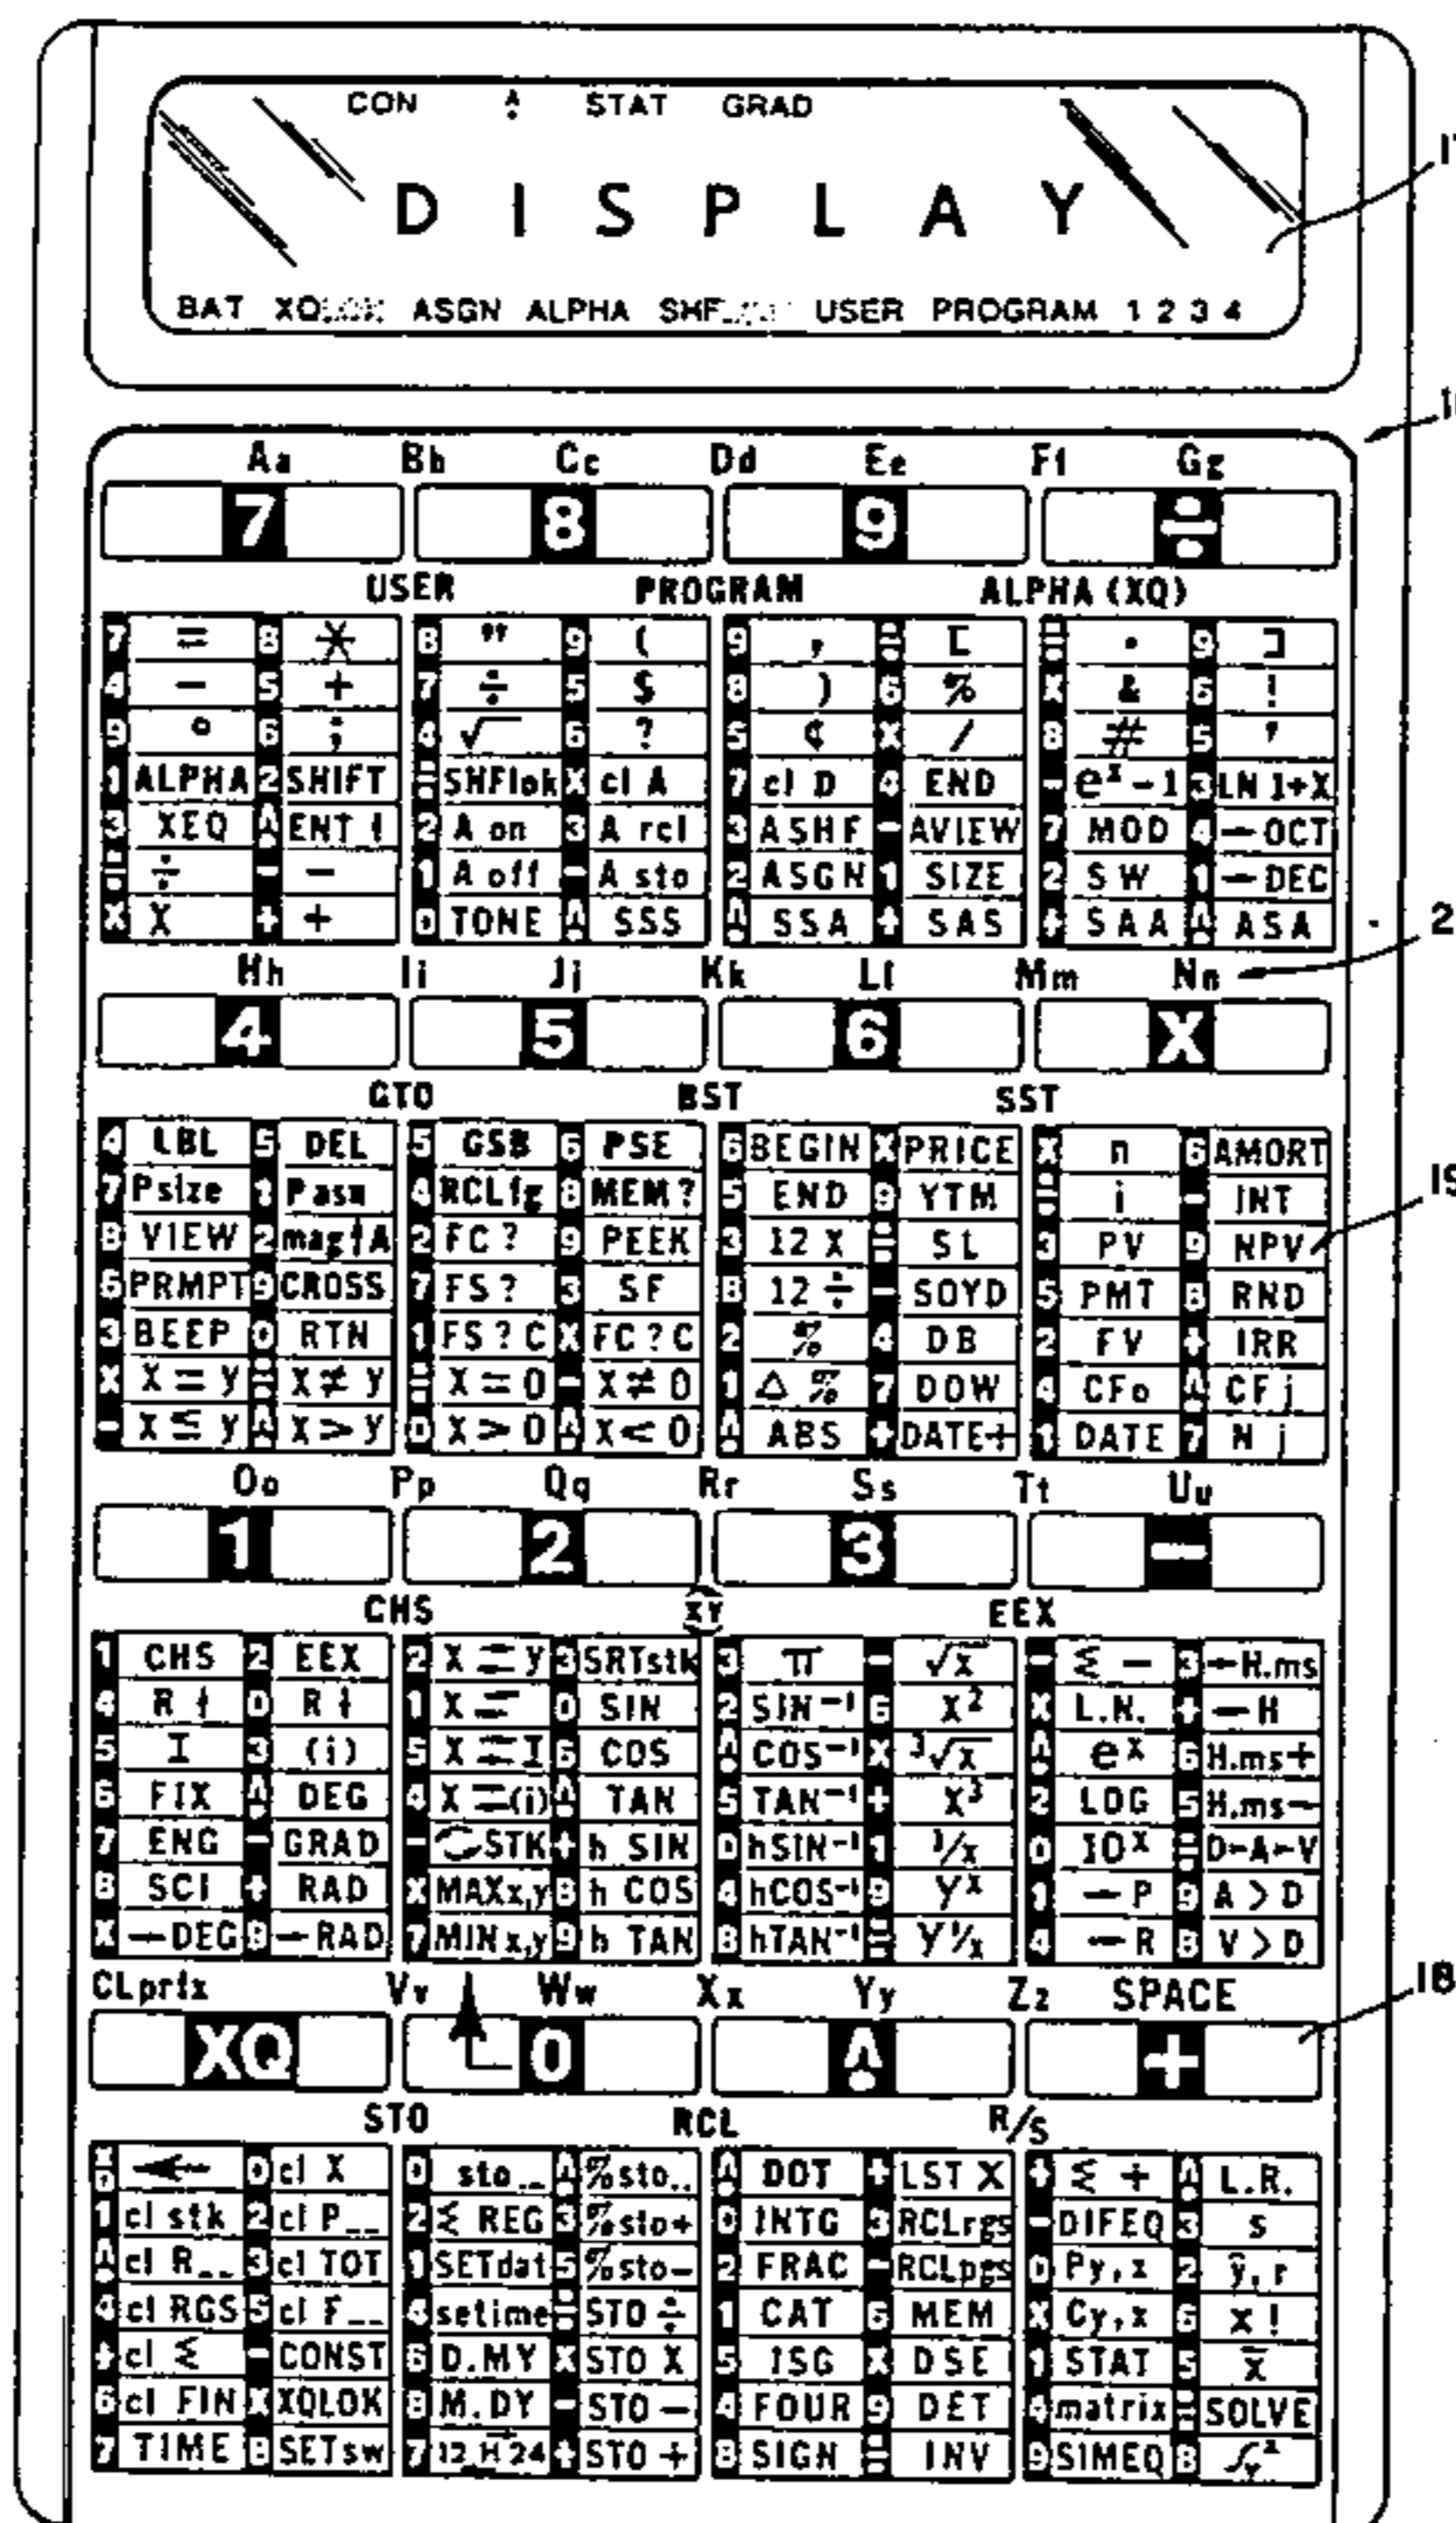 CON STAT GRAD
DISPLAY
BAT ASGN ALPHA USER PROGRAM 1 2 3 4
Aa Bb Cc Dd Ee Ff Gg
7 8 9 ÷
USER PROGRAM ALPHA (XQ)
7 = 8 * 8 " 9 ( 9 , ÷ [ ÷ . 9 ]
4 − 5 + 7 ÷ 5 $ 8 ) 6 % X & 6 !
9 ° 6 ; 4 √ 6 ? 5 ¢ X / 8 # 5 '
1 ALPHA 2 SHIFT ÷ SHFlok X cl A 7 cl D 4 END − eˣ−1 3 LN 1+X
3 XEQ ENT 2 A on 3 A rcl 3 ASHF − AVIEW 7 MOD 4 →OCT
÷ ÷ − − 1 A off − A sto 2 ASGN 1 SIZE 2 SW 1 →DEC
X X + + 0 TONE SSS SSA + SAS + SAA ASA
2
Hh Ii Jj Kk Ll Mm Nn
4 5 6 X
GTO BST SST
4 LBL 5 DEL 5 GSB 6 PSE 6 BEGIN X PRICE X n 6 AMORT
7 Psize 1 Pasn 4 RCLfg 8 MEM? 5 END 9 YTM ÷ i − INT
8 VIEW 2 2 FC? 9 PEEK 3 12 X ÷ SL 3 PV 9 NPV
6 PRMPT 9 CROSS 7 FS? 3 SF 8 12 ÷ − SOYD 5 PMT 8 RND
3 BEEP 0 RTN 1 FS?C X FC?C 2 % 4 DB 2 FV + IRR
X X = y ÷ X ≠ y ÷ X = 0 − X ≠ 0 1 Δ % 7 DOW 4 CFo CFj
− X ≤ y X > y 0 X > 0 X < 0 ABS + DATE+ 1 DATE 7 N j
Oo Pp Qq Rr Ss Tt Uu
1 2 3 −
CHS XY EEX
1 CHS 2 EEX 2 X ⇌ y 3 SRTstk 3 π − √x − Σ − 3 →H.ms
4 R 0 R 1 X ⇌ 0 SIN 2 SIN⁻¹ 6 X² X L.N. + →H
5 I 3 (i) 5 X ⇌ I 6 COS COS⁻¹ X ³√x eˣ 6 H.ms+
6 FIX DEG 4 X ⇌ (i) TAN 5 TAN⁻¹ + X³ 2 LOG 5 H.ms−
7 ENG − GRAD − STK + h SIN 0 hSIN⁻¹ 1 1/x 0 10ˣ ÷ D−A−V
8 SCI + RAD X MAXx,y 8 h COS 4 hCOS⁻¹ 9 yˣ 1 →P 9 A > D
X →DEG 9 →RAD 7 MINx,y 9 h TAN 8 hTAN⁻¹ ÷ y¹/x 4 →R 8 V > D
CLprfx Vv Ww Xx Yy Zz SPACE
XQ 0 +
18
STO RCL R/S
XQ ← 0 cl X 0 sto__ %sto.. DOT + LST X + Σ + L.R.
1 cl stk 2 cl P__ 2 Σ REG 3 %sto+ 0 INTG 3 RCLrgs − DIFEQ 3 s
cl R__ 3 cl TOT 1 SETdat 5 %sto− 2 FRAC − RCLpgs 0 Py,x 2 ŷ,r
4 cl RGS 5 cl F__ 4 setime ÷ STO ÷ 1 CAT 6 MEM X Cy,x 6 x!
+ cl Σ − CONST 6 D.MY X STO X 5 ISG X DSE 1 STAT 5 x̄
6 cl FIN X XQLOK 8 M.DY − STO − 4 FOUR 9 DET 4 matrix ÷ SOLVE
7 TIME 8 SETsw 7 12.H 24 + STO + 8 SIGN ÷ INV 9 SIMEQ 8